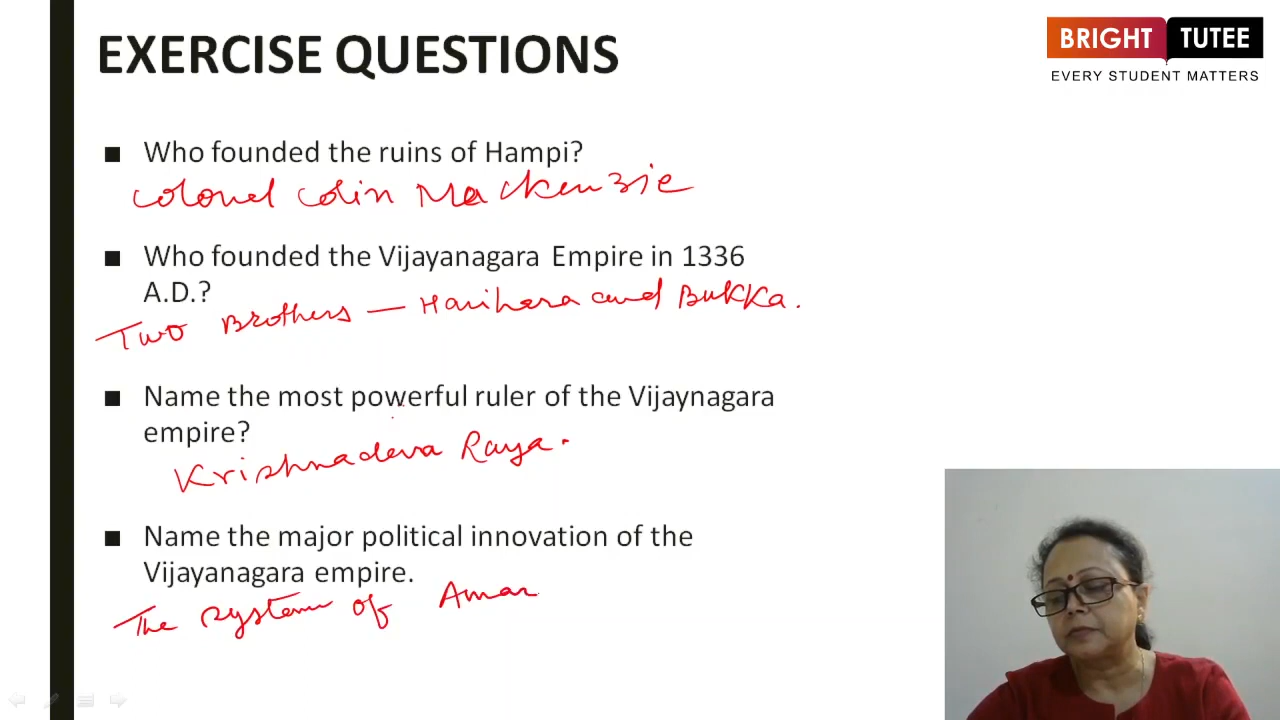 EXERCISE QUESTIONS
BRIGHT TUTEE
EVERY STUDENT MATTERS
■ Who founded the ruins of Hampi?
Colonel Colin Mackenzie
■ Who founded the Vijayanagara Empire in 1336
A.D.?
Two Brothers — Harihara and Bukka.
■ Name the most powerful ruler of the Vijaynagara
empire?
Krishnadeva Raya.
■ Name the major political innovation of the
Vijayanagara empire.
The system of Amar